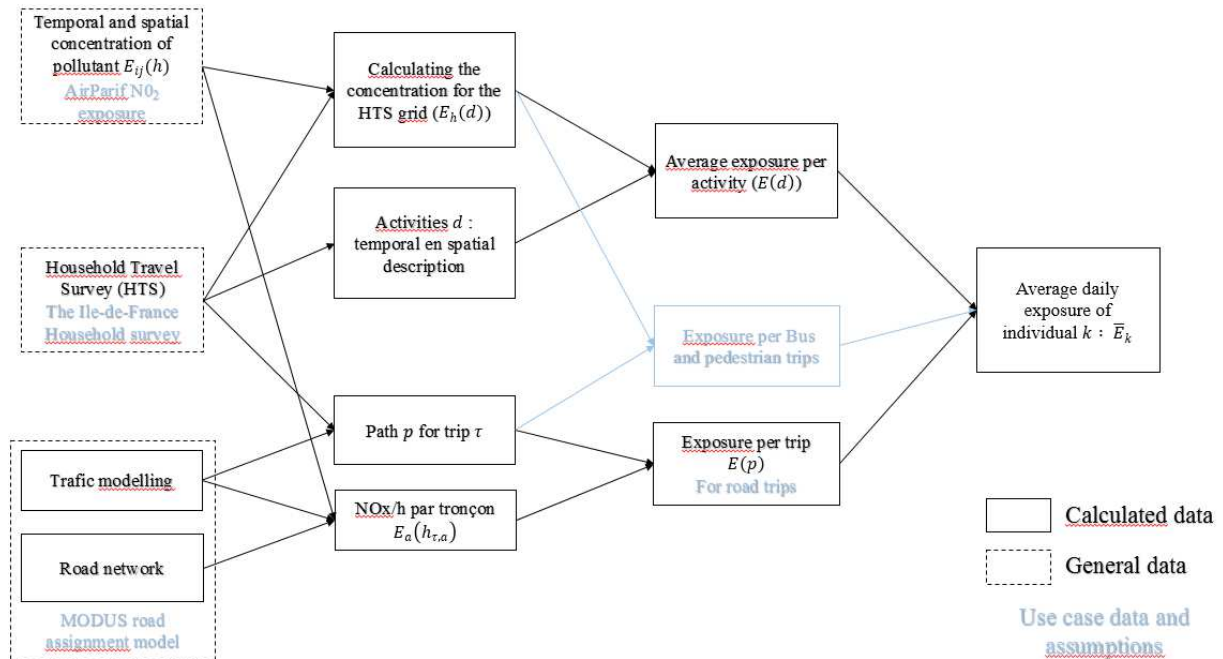 Temporal and spatial
concentration of
pollutant E_{ij}(h)
AirParif N0₂
exposure
Household Travel
Survey (HTS)
The Ile-de-France
Household survey
Trafic modelling
Road network
MODUS road
assignment model
Calculating the
concentration for the
HTS grid (E_h(d))
Activities d :
temporal en spatial
description
Path p for trip τ
NOx/h par tronçon
E_a(h_{τ,a})
Average exposure per
activity (E(d))
Exposure per Bus
and pedestrian trips
Exposure per trip
E(p)
For road trips
Average daily
exposure of
individual k : Ē_k
Calculated data
General data
Use case data and
assumptions